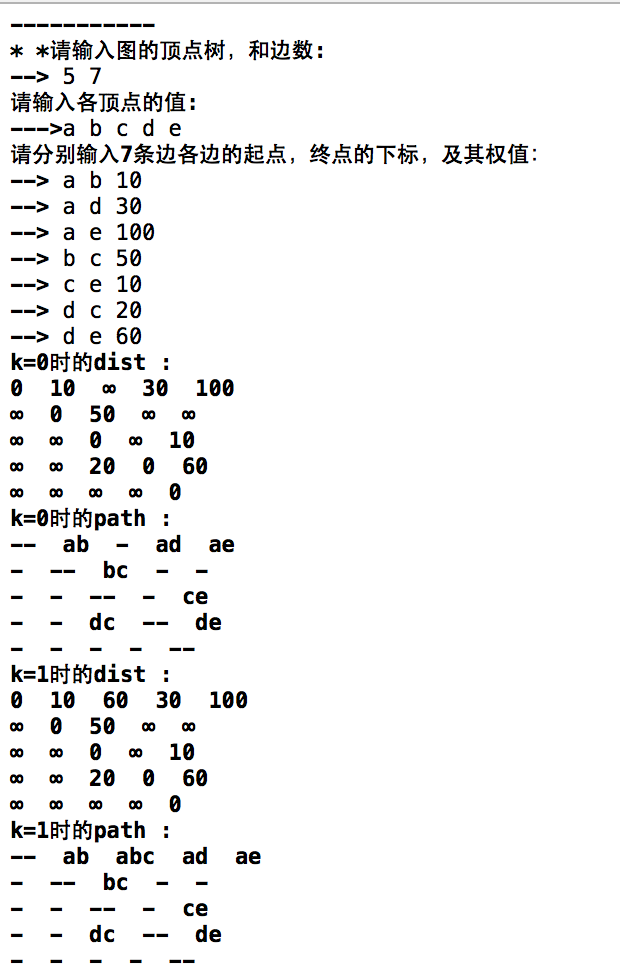 -----------
* *请输入图的顶点树，和边数：
--> 5 7
请输入各顶点的值：
--->a b c d e
请分别输入7条边各边的起点，终点的下标，及其权值：
--> a b 10
--> a d 30
--> a e 100
--> b c 50
--> c e 10
--> d c 20
--> d e 60
k=0时的dist :
0 10 ∞ 30 100
∞ 0 50 ∞ ∞
∞ ∞ 0 ∞ 10
∞ ∞ 20 0 60
∞ ∞ ∞ ∞ 0
k=0时的path :
-- ab - ad ae
- -- bc - -
- - -- - ce
- - dc -- de
- - - - --
k=1时的dist :
0 10 60 30 100
∞ 0 50 ∞ ∞
∞ ∞ 0 ∞ 10
∞ ∞ 20 0 60
∞ ∞ ∞ ∞ 0
k=1时的path :
-- ab abc ad ae
- -- bc - -
- - -- - ce
- - dc -- de
- - - - --